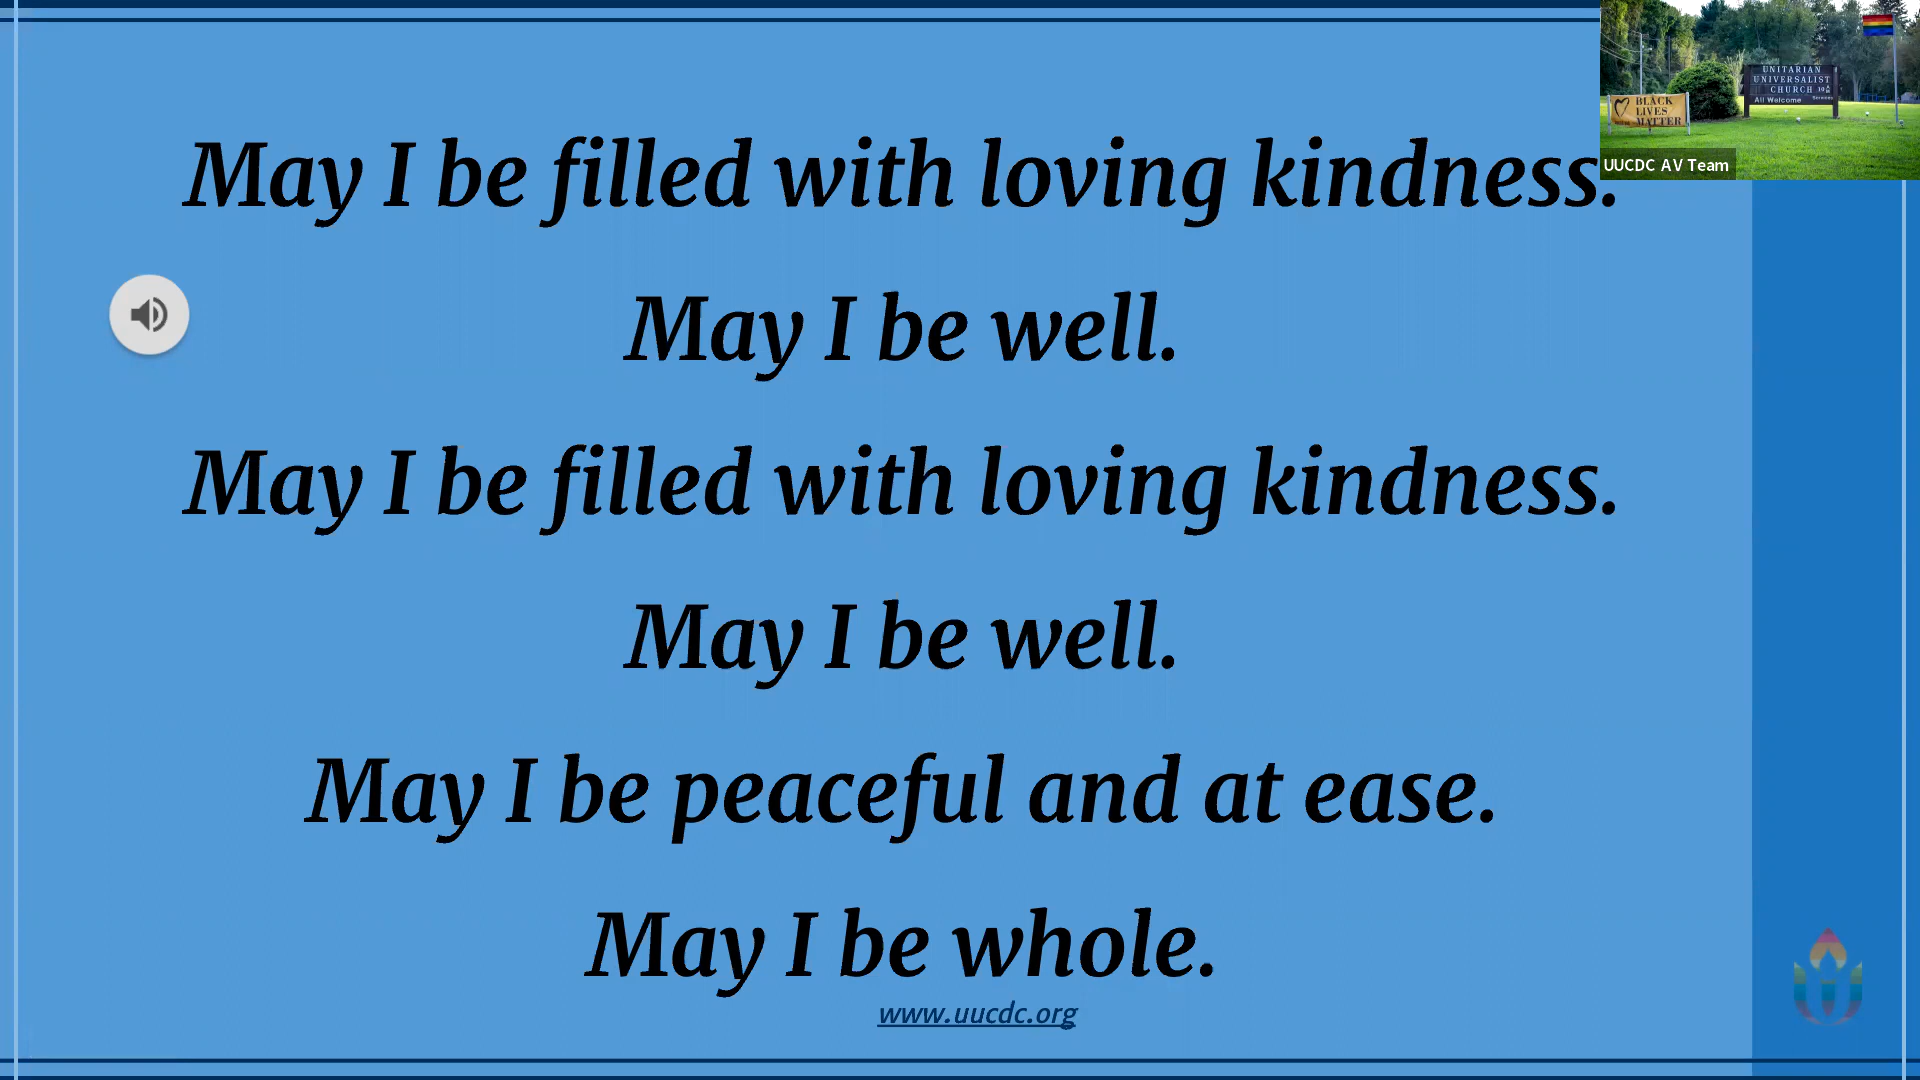 May I be filled with loving kindness.
May I be well.
May I be filled with loving kindness.
May I be well.
May I be peaceful and at ease.
May I be whole.
www.uucdc.org
UNITARIAN
UNIVERSALIST
CHURCH
All Welcome
BLACK
LIVES
MATTER
UUCDC AV Team